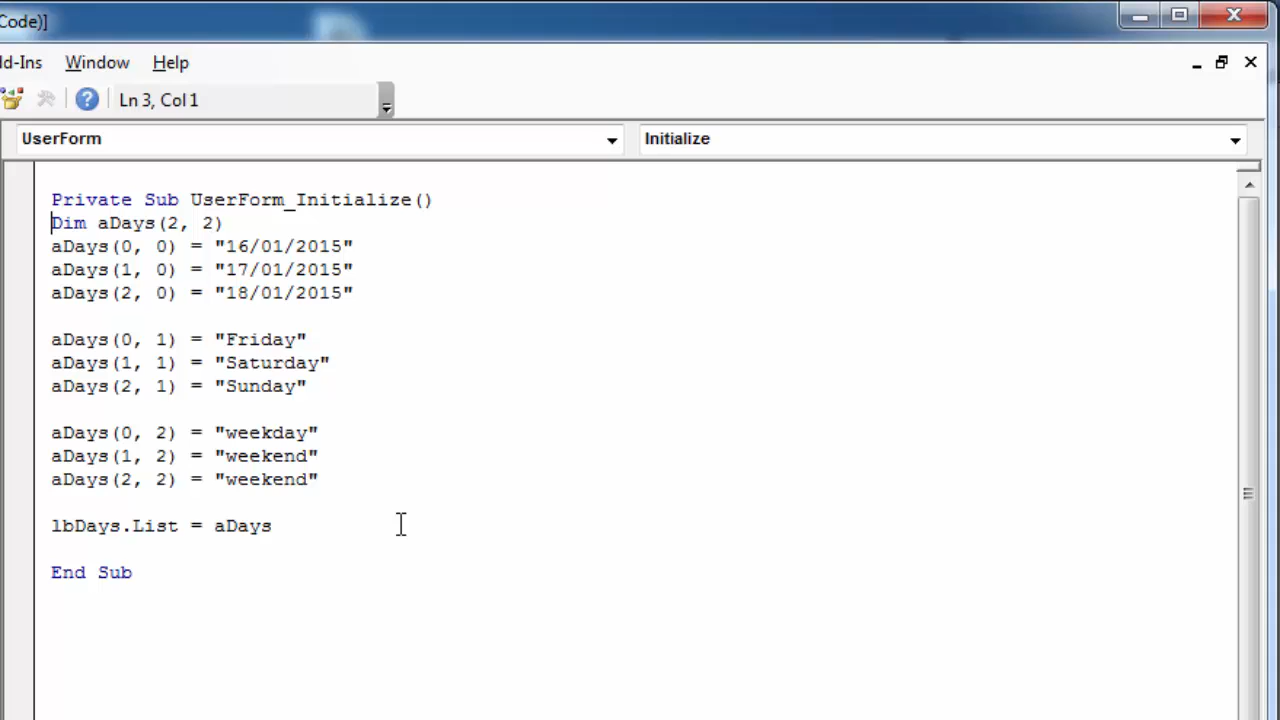 Code)]
ld-Ins Window Help
Ln 3, Col 1
UserForm Initialize
Private Sub UserForm_Initialize()
Dim aDays(2, 2)
aDays(0, 0) = "16/01/2015"
aDays(1, 0) = "17/01/2015"
aDays(2, 0) = "18/01/2015"
aDays(0, 1) = "Friday"
aDays(1, 1) = "Saturday"
aDays(2, 1) = "Sunday"
aDays(0, 2) = "weekday"
aDays(1, 2) = "weekend"
aDays(2, 2) = "weekend"
lbDays.List = aDays
End Sub